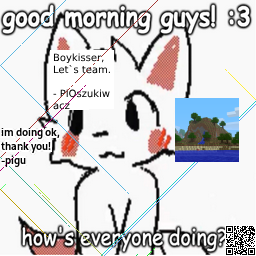 good morning guys! :3
Boykisser,
Let`s team.
- PlOszukiw
acz
im doing ok,
thank you!
-pigu
how's everyone doing?